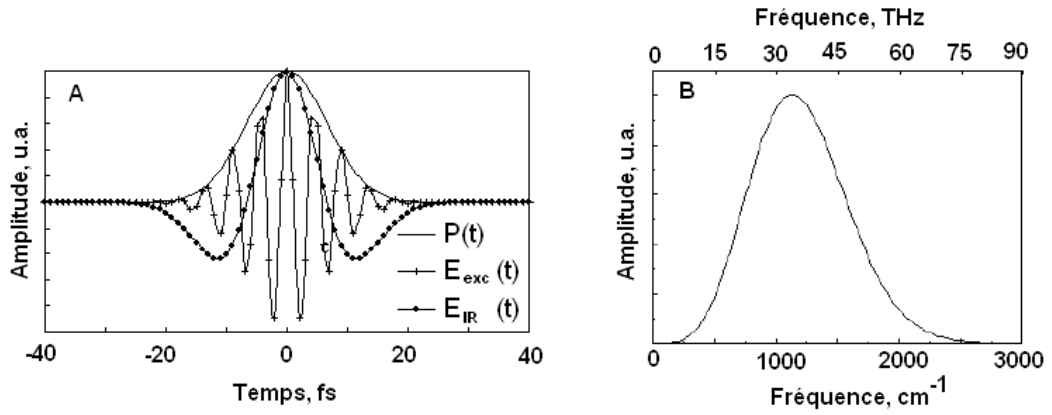 A
Amplitude, u.a.
P(t)
E exc (t)
E IR (t)
-40 -20 0 20 40
Temps, fs
Fréquence, THz
0 15 30 45 60 75 90
B
Amplitude, u.a.
0 1000 2000 3000
Fréquence, cm-1